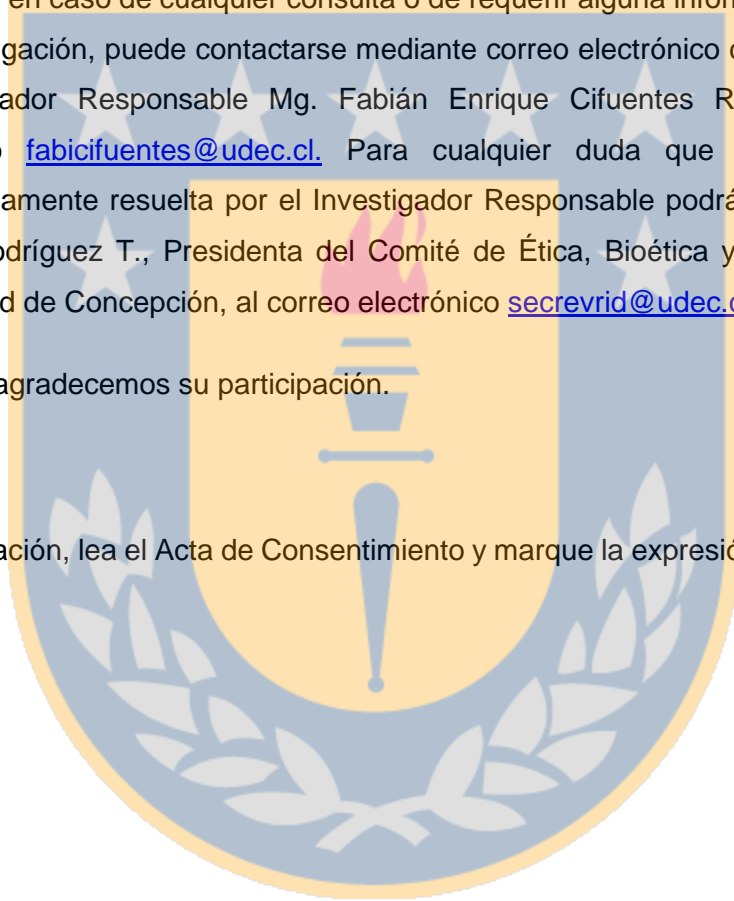 en caso de cualquier consulta o de requerir alguna
gación, puede contactarse mediante correo electrónico
ador Responsable Mg. Fabián Enrique Cifuentes R
fabicifuentes@udec.cl. Para cualquier duda que
amente resuelta por el Investigador Responsable podrá
odríguez T., Presidenta del Comité de Ética, Bioética y
d de Concepción, al correo electrónico secrevrid@udec.c
agradecemos su participación.
ación, lea el Acta de Consentimiento y marque la expresió